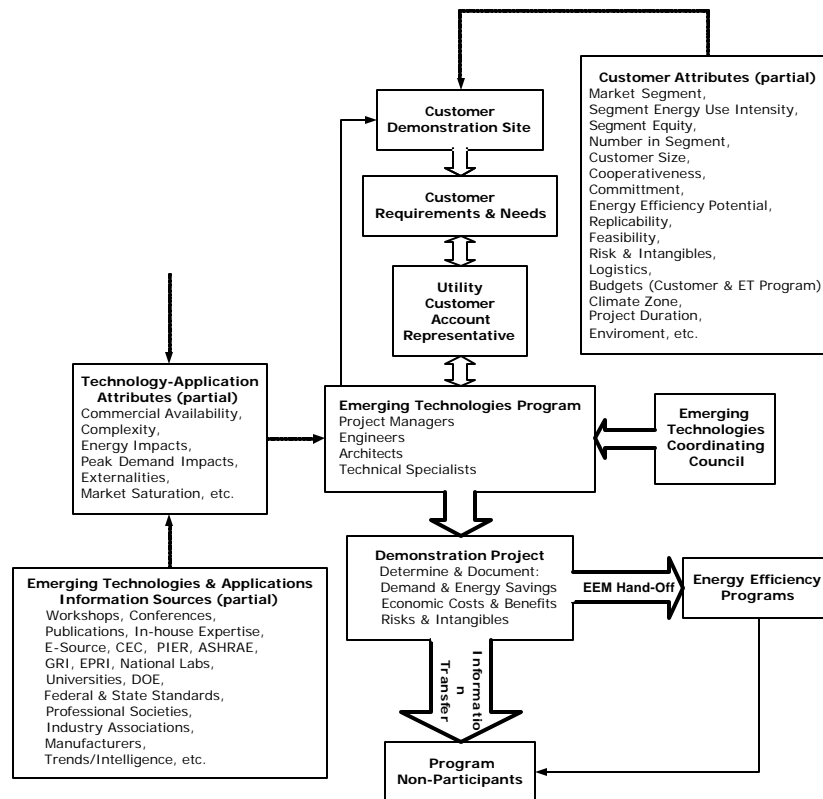 Customer
Demonstration Site
Customer Attributes (partial)
Market Segment,
Segment Energy Use Intensity,
Segment Equity,
Number in Segment,
Customer Size,
Cooperativeness,
Committment,
Energy Efficiency Potential,
Replicability,
Feasibility,
Risk & Intangibles,
Logistics,
Budgets (Customer & ET Program)
Climate Zone,
Project Duration,
Enviroment, etc.
Customer
Requirements & Needs
Utility
Customer
Account
Representative
Technology-Application
Attributes (partial)
Commercial Availability,
Complexity,
Energy Impacts,
Peak Demand Impacts,
Externalities,
Market Saturation, etc.
Emerging Technologies Program
Project Managers
Engineers
Architects
Technical Specialists
Emerging
Technologies
Coordinating
Council
Emerging Technologies & Applications
Information Sources (partial)
Workshops, Conferences,
Publications, In-house Expertise,
E-Source, CEC, PIER, ASHRAE,
GRI, EPRI, National Labs,
Universities, DOE,
Federal & State Standards,
Professional Societies,
Industry Associations,
Manufacturers,
Trends/Intelligence, etc.
Demonstration Project
Determine & Document:
Demand & Energy Savings
Economic Costs & Benefits
Risks & Intangibles
EEM Hand-Off
Energy Efficiency
Programs
Informatio
n
Transfer
Program
Non-Participants